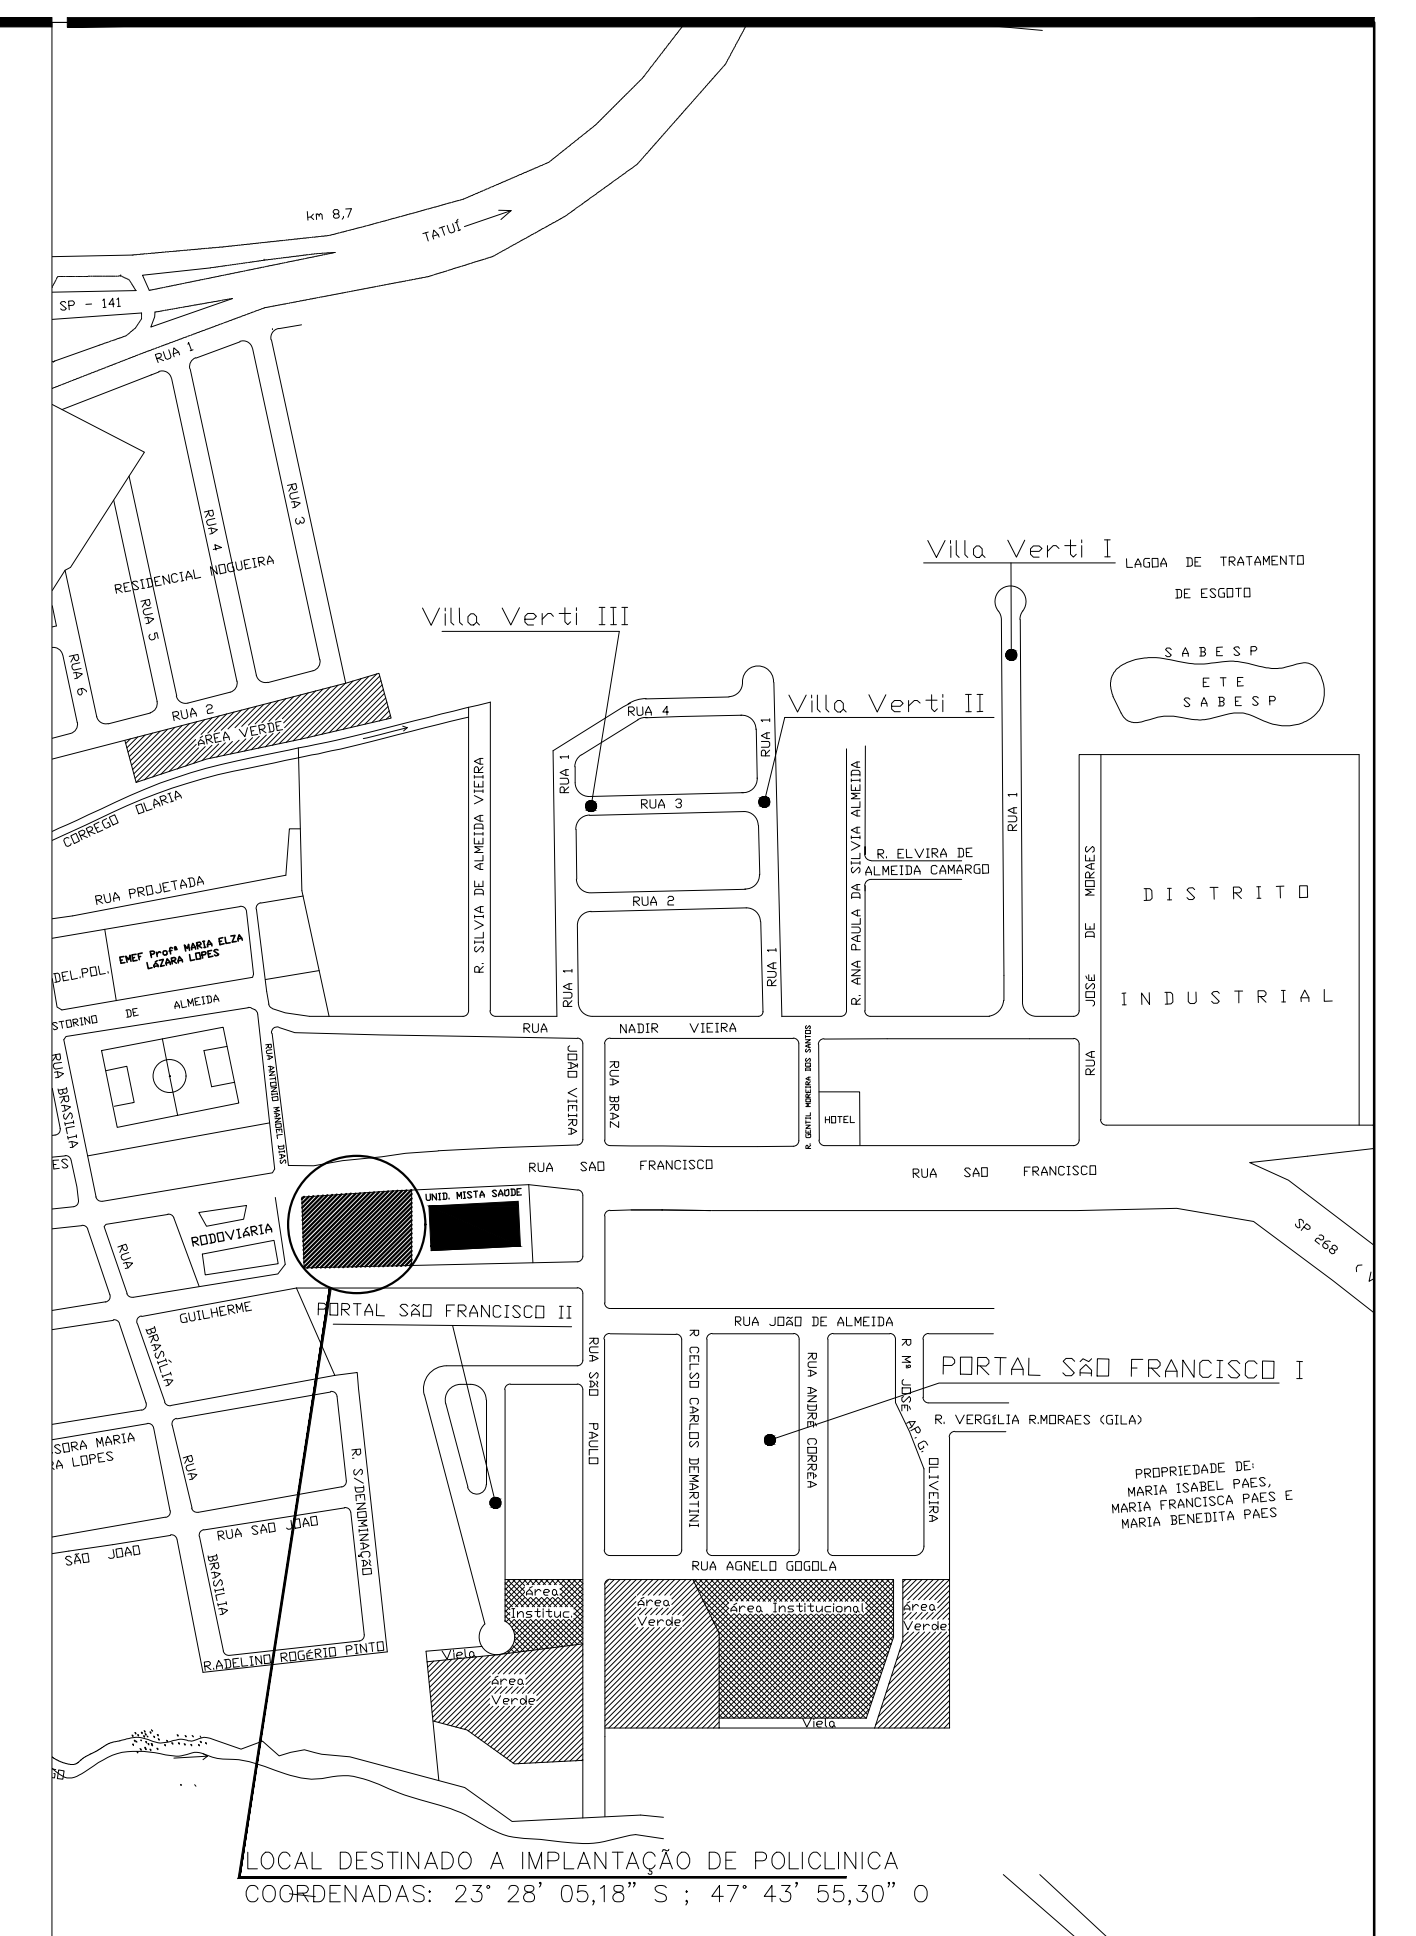 km 8,7
TATUÍ
SP - 141
RUA 1
RUA 3
RUA 4
RESIDENCIAL NOGUEIRA
RUA 5
RUA 6
RUA 2
ÁREA VERDE
CORREGO OLARIA
Villa Verti I
LAGOA DE TRATAMENTO
DE ESGOTO
Villa Verti III
SABESP
ETE
SABESP
Villa Verti II
RUA 4
RUA 1
RUA 1
RUA 3
RUA 2
RUA 1
RUA 1
R. SILVIA DE ALMEIDA VIEIRA
R. ANA PAULA DA SILVIA ALMEIDA
R. ELVIRA DE
ALMEIDA CAMARGO
RUA 1
RUA JOSÉ DE MORAES
DISTRITO
INDUSTRIAL
RUA PROJETADA
EMEF Profª MARIA ELZA
LÁZARA LOPES
DEL.POL.
STORINO DE ALMEIDA
RUA BRASILIA
RUA ANTONIO MANOEL DIAS
RUA NADIR VIEIRA
JOÃO VIEIRA
RUA BRAZ
R. GENTIL MOREIRA DOS SANTOS
HOTEL
ES
RUA SAO FRANCISCO
RUA SAO FRANCISCO
UNID. MISTA SAÚDE
RODOVIÁRIA
RUA
SP 268
GUILHERME
PORTAL SÃO FRANCISCO II
RUA JOÃO DE ALMEIDA
BRASÍLIA
RUA SÃO PAULO
R CELSO CARLOS DEMARTINI
RUA ANDRÉ CORRÊA
R Mª JOSÉ AP. G. OLIVEIRA
PORTAL SÃO FRANCISCO I
R. VERGÍLIA R.MORAES (GILA)
SORA MARIA
A LOPES
RUA
R. S/DENOMINAÇÃO
PROPRIEDADE DE:
MARIA ISABEL PAES,
MARIA FRANCISCA PAES E
MARIA BENEDITA PAES
RUA SAO JOAO
SÃO JOAO
BRASILIA
RUA AGNELO GOGOLA
Área
Instituc.
Área
Verde
Área Institucional
Área
Verde
R.ADELINO ROGÉRIO PINTO
Viela
Área
Verde
Viela
GO
LOCAL DESTINADO A IMPLANTAÇÃO DE POLICLINICA
COORDENADAS: 23° 28' 05,18" S ; 47° 43' 55,30" O